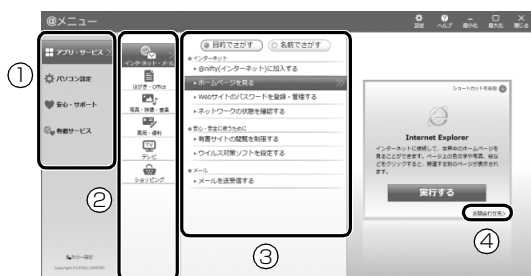 @メニュー
設定 ヘルプ 最小化 最大化 閉じる
アプリ・サービス
パソコン設定
安心・サポート
有料サービス
カラー設定
Copyright FUJITSU LIMITED
インターネット・メール
はがき・Office
写真・映像・音楽
実用・便利
テレビ
ショッピング
目的でさがす 名前でさがす
インターネット
@nifty(インターネット)に加入する
ホームページを見る
Webサイトのパスワードを登録・管理する
ネットワークの状態を確認する
安心・安全に使うために
有害サイトの閲覧を制限する
ウイルス対策ソフトを設定する
メール
メールを送受信する
ショートカットを追加
Internet Explorer
インターネットに接続して、世界中のホームページを
見ることができます。ページ上の色文字や写真、絵な
どをクリックすると、関連する別のページが表示され
ます。
実行する
お問合わせ先>
①
②
③
④